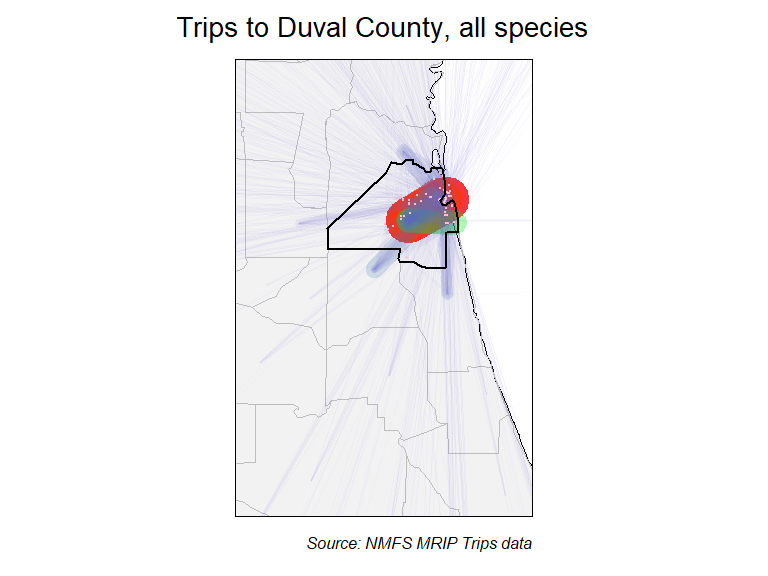 Trips to Duval County, all species
Source: NMFS MRIP Trips data